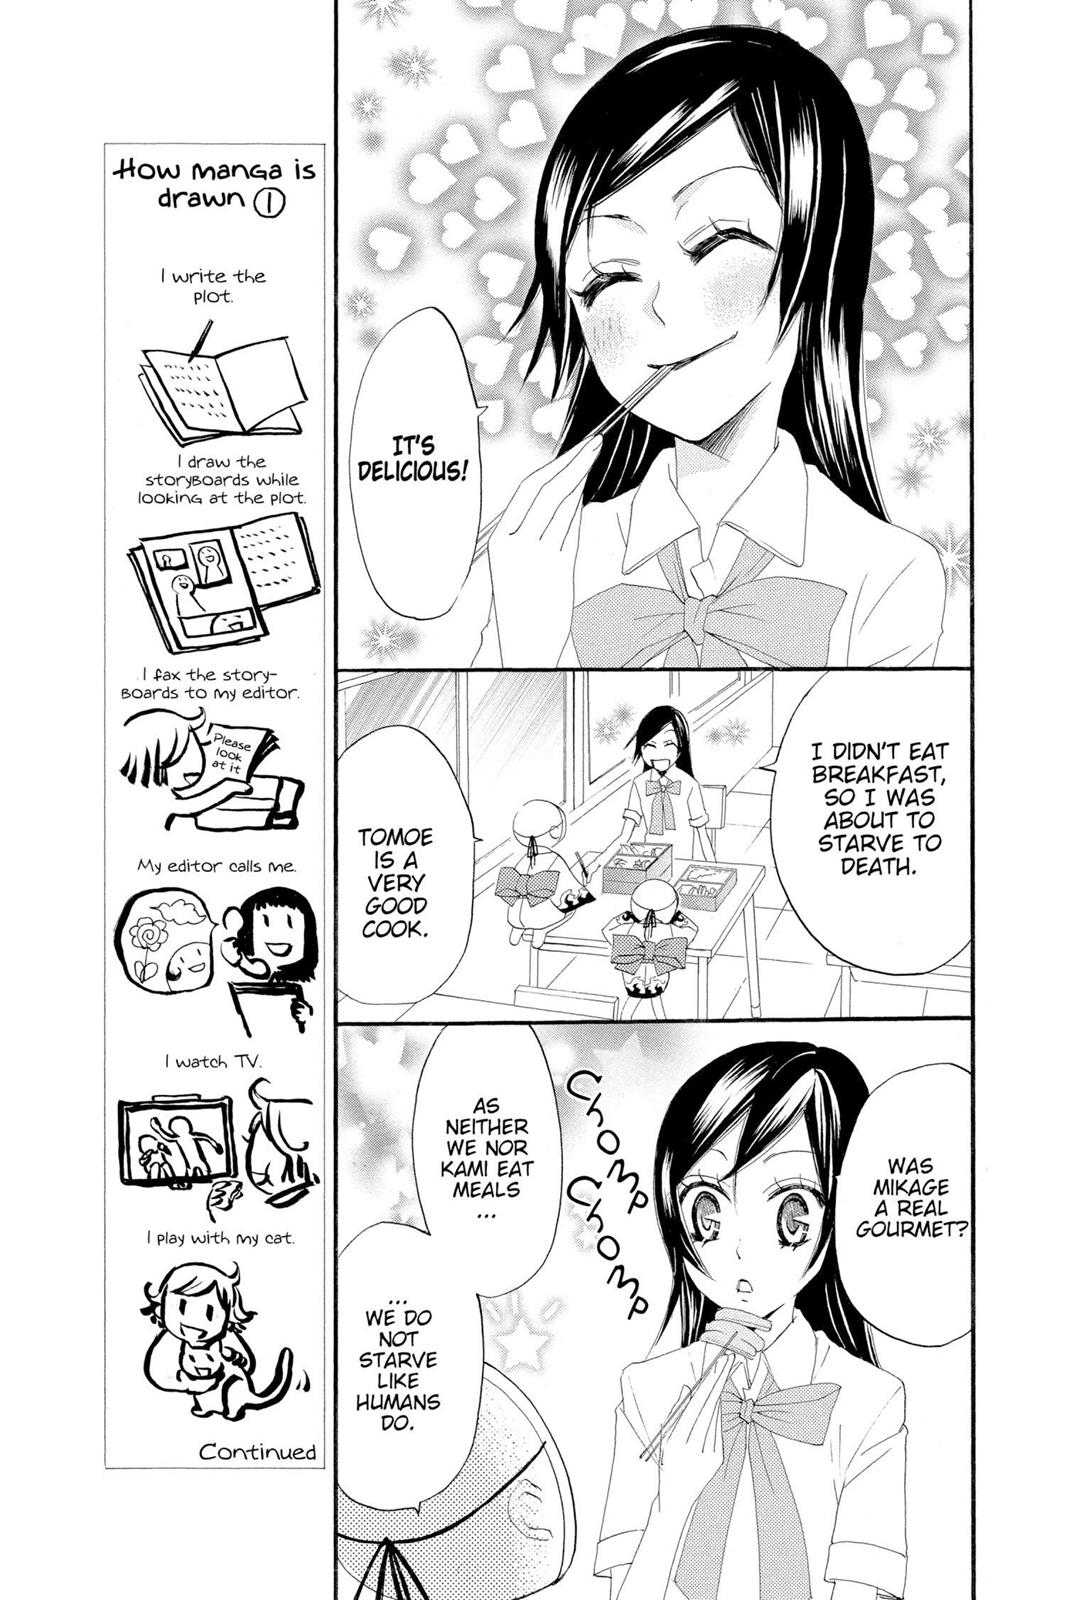 IT'S
DELICIOUS!
I DIDN'T EAT
BREAKFAST,
SO I WAS
ABOUT TO
STARVE TO
DEATH.
TOMOE
IS A
VERY
GOOD
COOK.
WAS
MIKAGE
A REAL
GOURMET?
CHOMP
CHOMP
AS
NEITHER
WE NOR
KAMI EAT
MEALS
...
...
WE DO
NOT
STARVE
LIKE
HUMANS
DO.
How manga is
drawn ①
I write the
plot.
I draw the
storyboards while
looking at the plot.
I fax the story-
boards to my editor.
Please
look
at it
My editor calls me.
I watch TV.
I play with my cat.
Continued